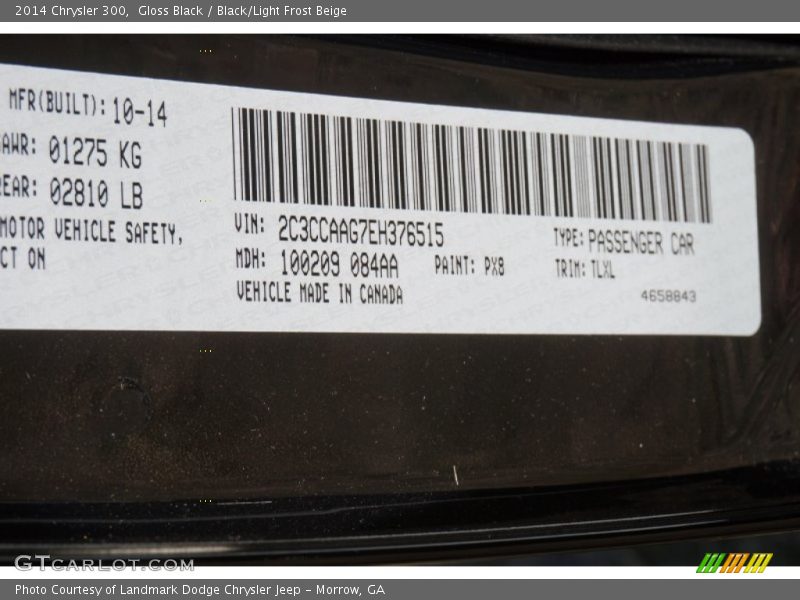 2014 Chrysler 300, Gloss Black / Black/Light Frost Beige
MFR(BUILT): 10-14
AWR: 01275 KG
EAR: 02810 LB
MOTOR VEHICLE SAFETY,
CT ON
VIN: 2C3CCAAG7EH376515
TYPE: PASSENGER CAR
MDH: 100209 084AA
PAINT: PX8
TRIM: TLXL
VEHICLE MADE IN CANADA
4658843
GTCARLOT.COM
Photo Courtesy of Landmark Dodge Chrysler Jeep – Morrow, GA